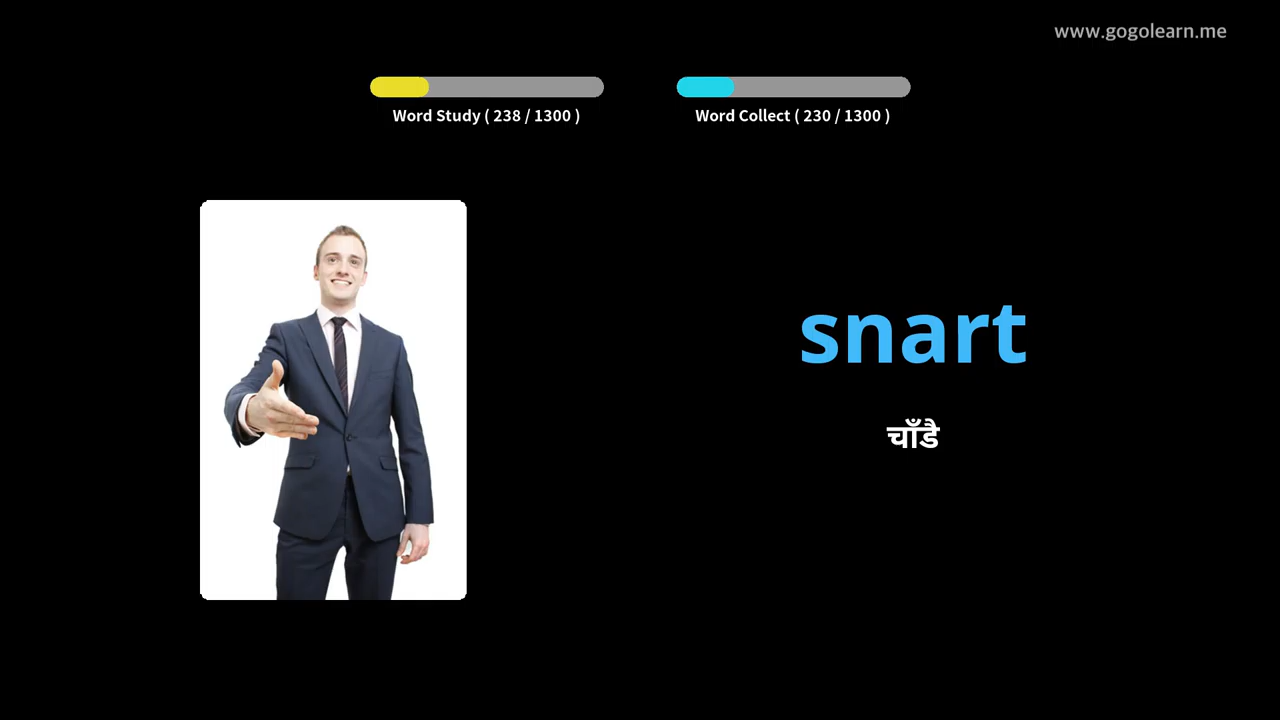 www.gogolearn.me
Word Study ( 238 / 1300 )
Word Collect ( 230 / 1300 )
snart
चाँडै